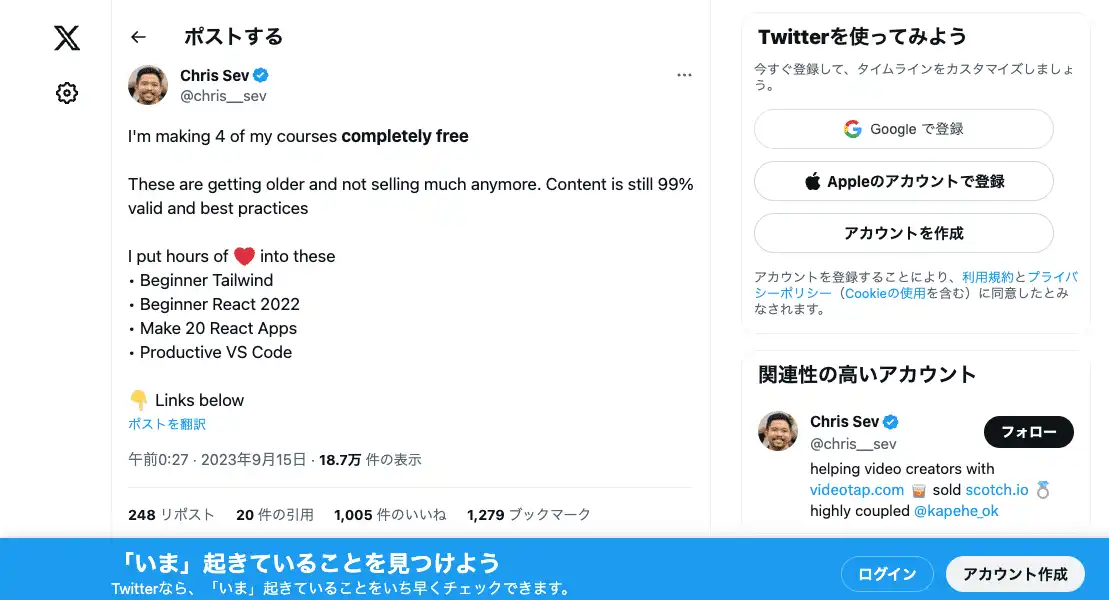 ポストする
Chris Sev
@chris__sev
I'm making 4 of my courses completely free
These are getting older and not selling much anymore. Content is still 99%
valid and best practices
I put hours of ❤️ into these
• Beginner Tailwind
• Beginner React 2022
• Make 20 React Apps
• Productive VS Code
👇 Links below
ポストを翻訳
午前0:27 · 2023年9月15日 · 18.7万 件の表示
248 リポスト 20 件の引用 1,005 件のいいね 1,279 ブックマーク
Twitterを使ってみよう
今すぐ登録して、タイムラインをカスタマイズしましょ
う。
Google で登録
Appleのアカウントで登録
アカウントを作成
アカウントを登録することにより、利用規約とプライバ
シーポリシー（Cookieの使用を含む）に同意したとみ
なされます。
関連性の高いアカウント
Chris Sev
@chris__sev
フォロー
helping video creators with
videotap.com 🥃 sold scotch.io 💍
highly coupled @kapehe_ok
「いま」起きていることを見つけよう
Twitterなら、「いま」起きていることをいち早くチェックできます。
ログイン
アカウント作成